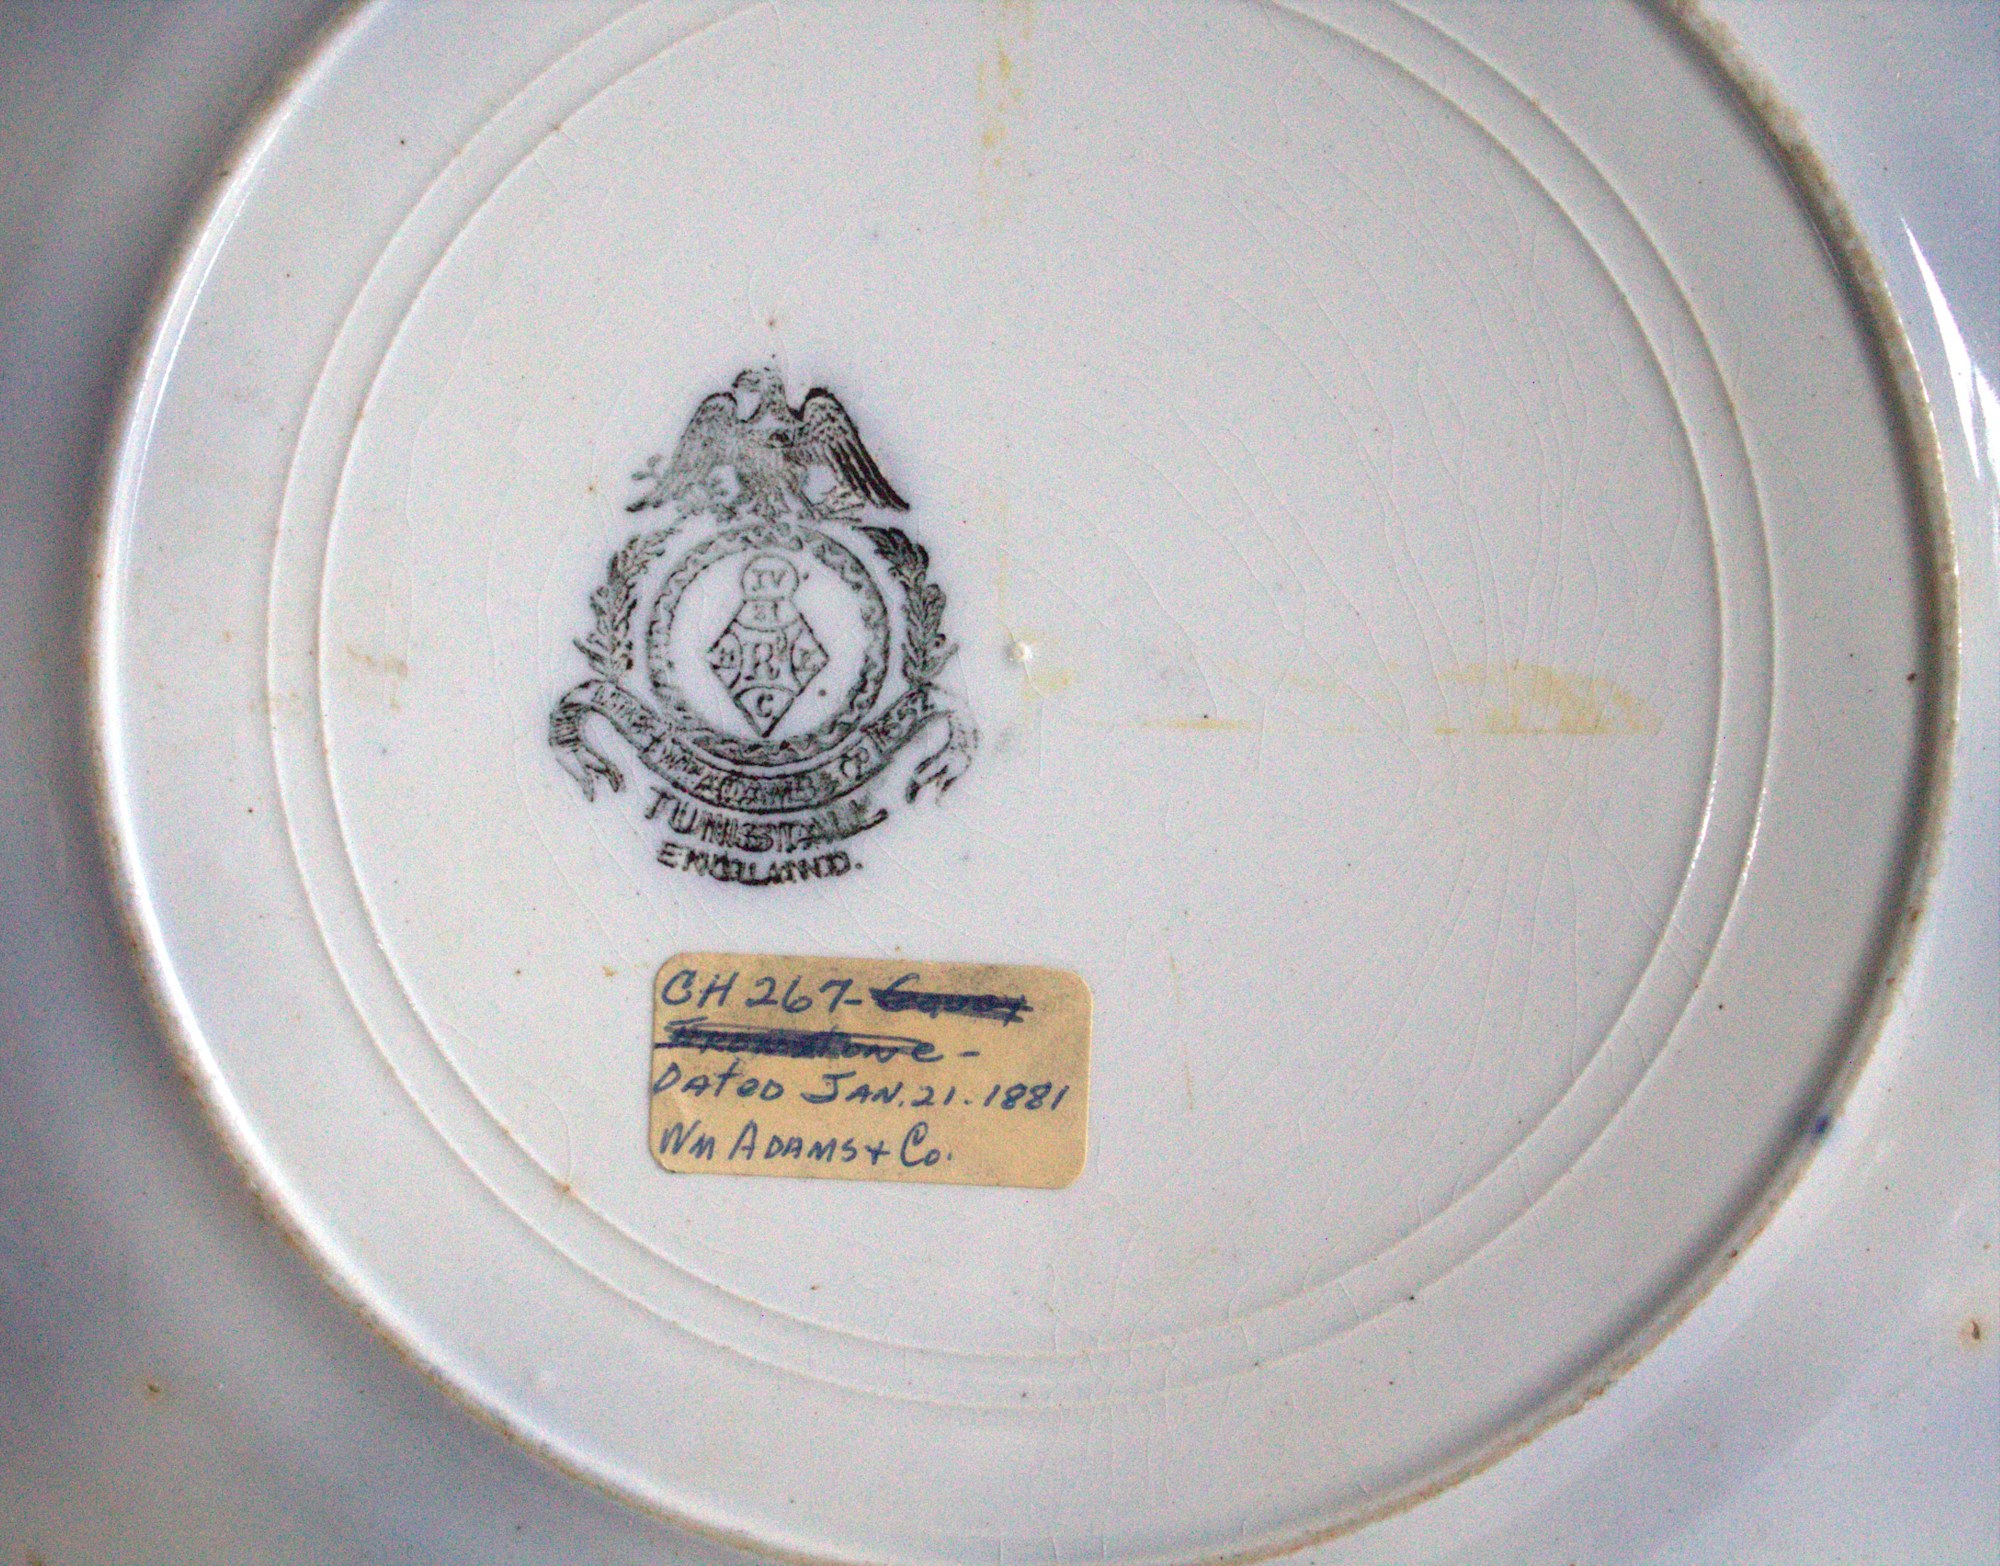 IV
21
R
C
Wm ADAMS & Co
TUNSTALL
ENGLAND.
CH 267-
-
Dated Jan. 21. 1881
Wm Adams + Co.